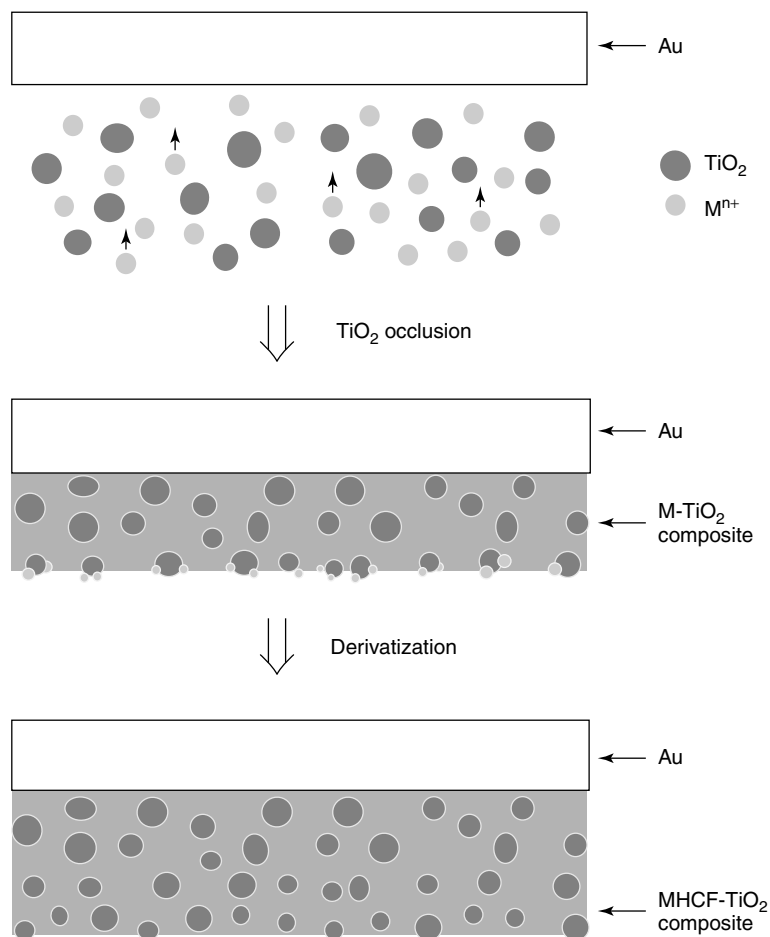 Au
TiO₂
Mⁿ⁺
TiO₂ occlusion
Au
M-TiO₂
composite
Derivatization
Au
MHCF-TiO₂
composite